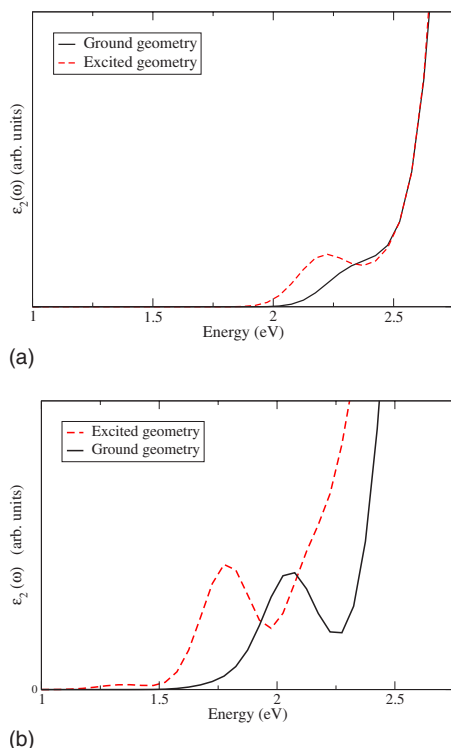 Ground geometry
Excited geometry
ε₂(ω) (arb. units)
1 1.5 2 2.5
Energy (eV)
(a)
Excited geometry
Ground geometry
ε₂(ω) (arb. units)
0
1 1.5 2 2.5
Energy (eV)
(b)